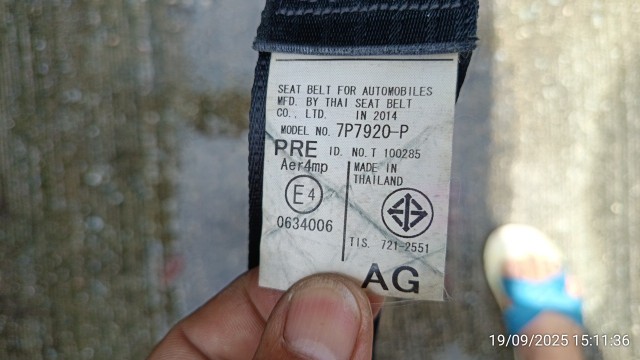 SEAT BELT FOR AUTOMOBILES
MFD. BY THAI SEAT BELT
CO., LTD. IN 2014
MODEL NO. 7P7920-P
PRE ID. NO.T 100285
Aer4mp
MADE IN
THAILAND
E4
0634006
TIS. 721-2551
AG
19/09/2025 15:11:36